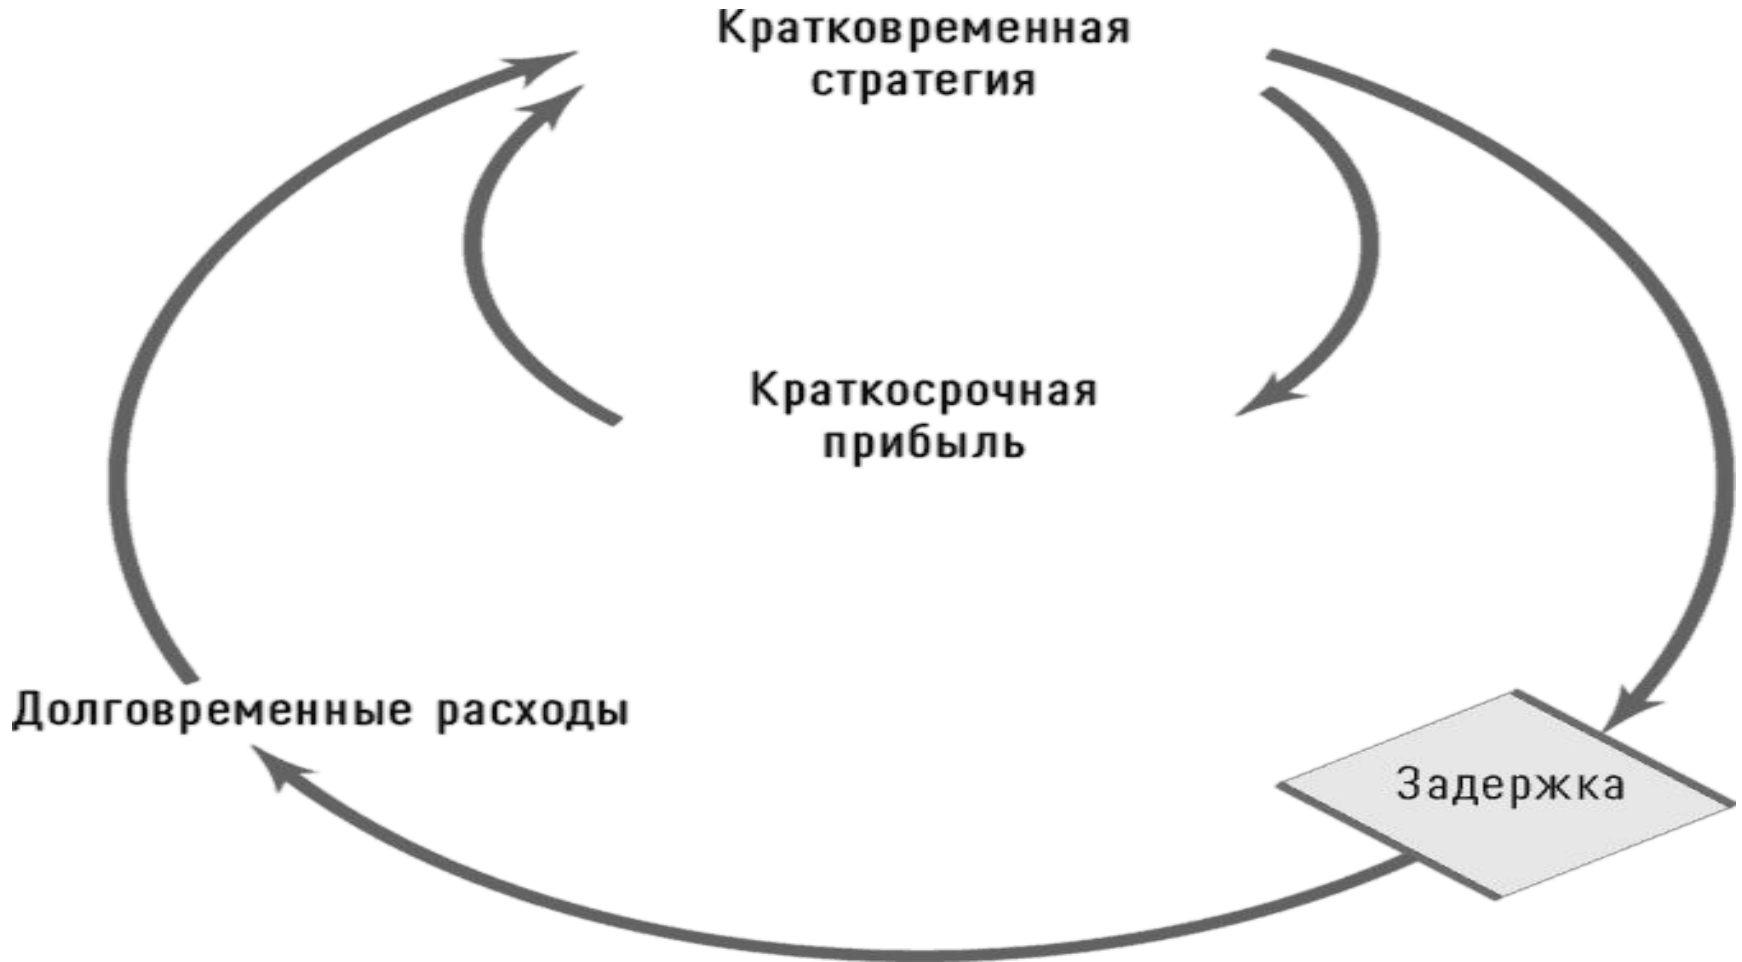 Кратковременная
стратегия
Краткосрочная
прибыль
Долговременные расходы
Задержка